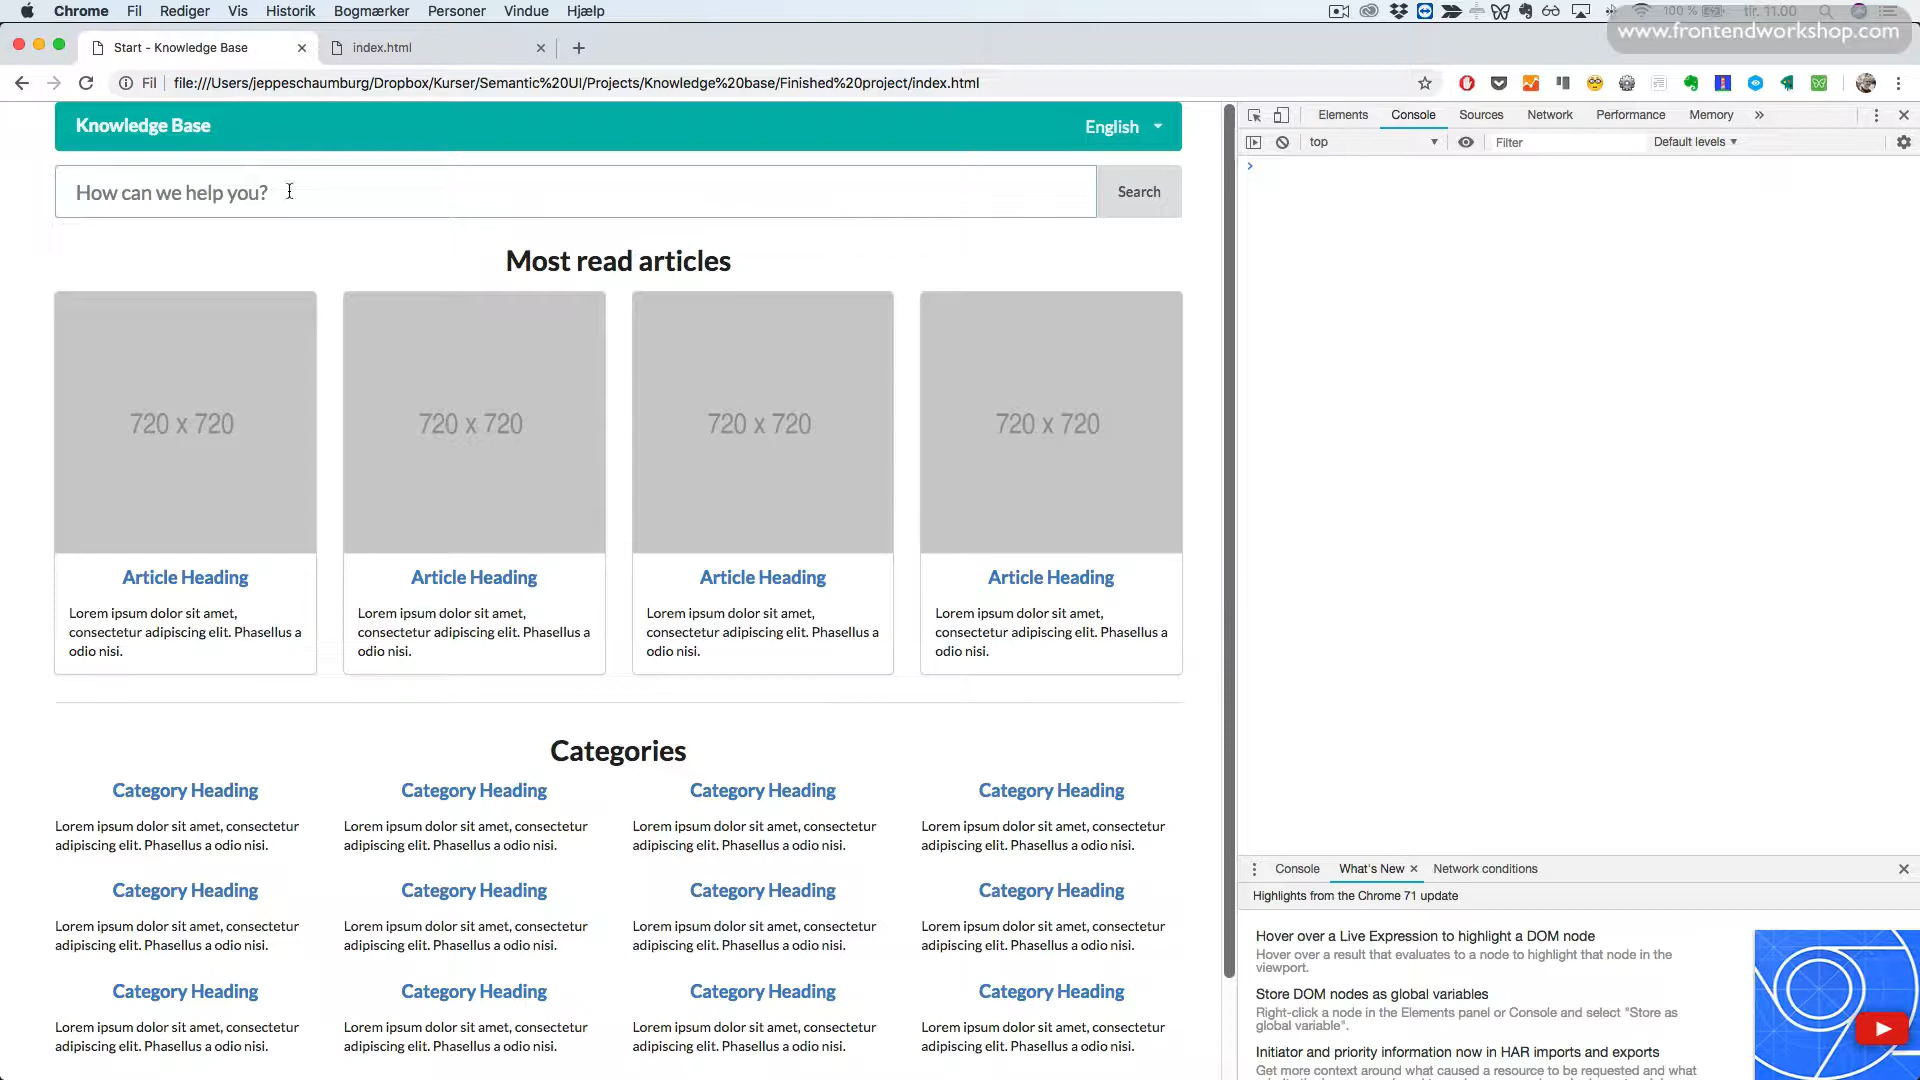 Chrome Fil Rediger Vis Historik Bogmærker Personer Vindue Hjælp 100 % tir. 11.00
www.frontendworkshop.com
Start - Knowledge Base index.html
Fil file:///Users/jeppeschaumburg/Dropbox/Kurser/Semantic%20UI/Projects/Knowledge%20base/Finished%20project/index.html
Knowledge Base English
How can we help you? Search
Most read articles
720 x 720 720 x 720 720 x 720 720 x 720
Article Heading Article Heading Article Heading Article Heading
Lorem ipsum dolor sit amet, Lorem ipsum dolor sit amet, Lorem ipsum dolor sit amet, Lorem ipsum dolor sit amet,
consectetur adipiscing elit. Phasellus a consectetur adipiscing elit. Phasellus a consectetur adipiscing elit. Phasellus a consectetur adipiscing elit. Phasellus a
odio nisi. odio nisi. odio nisi. odio nisi.
Categories
Category Heading Category Heading Category Heading Category Heading
Lorem ipsum dolor sit amet, consectetur Lorem ipsum dolor sit amet, consectetur Lorem ipsum dolor sit amet, consectetur Lorem ipsum dolor sit amet, consectetur
adipiscing elit. Phasellus a odio nisi. adipiscing elit. Phasellus a odio nisi. adipiscing elit. Phasellus a odio nisi. adipiscing elit. Phasellus a odio nisi.
Category Heading Category Heading Category Heading Category Heading
Lorem ipsum dolor sit amet, consectetur Lorem ipsum dolor sit amet, consectetur Lorem ipsum dolor sit amet, consectetur Lorem ipsum dolor sit amet, consectetur
adipiscing elit. Phasellus a odio nisi. adipiscing elit. Phasellus a odio nisi. adipiscing elit. Phasellus a odio nisi. adipiscing elit. Phasellus a odio nisi.
Category Heading Category Heading Category Heading Category Heading
Lorem ipsum dolor sit amet, consectetur Lorem ipsum dolor sit amet, consectetur Lorem ipsum dolor sit amet, consectetur Lorem ipsum dolor sit amet, consectetur
adipiscing elit. Phasellus a odio nisi. adipiscing elit. Phasellus a odio nisi. adipiscing elit. Phasellus a odio nisi. adipiscing elit. Phasellus a odio nisi.
Elements Console Sources Network Performance Memory
top Filter Default levels
Console What's New Network conditions
Highlights from the Chrome 71 update
Hover over a Live Expression to highlight a DOM node
Hover over a result that evaluates to a node to highlight that node in the
viewport.
Store DOM nodes as global variables
Right-click a node in the Elements panel or Console and select "Store as
global variable".
Initiator and priority information now in HAR imports and exports
Get more context around what caused a resource to be requested and what